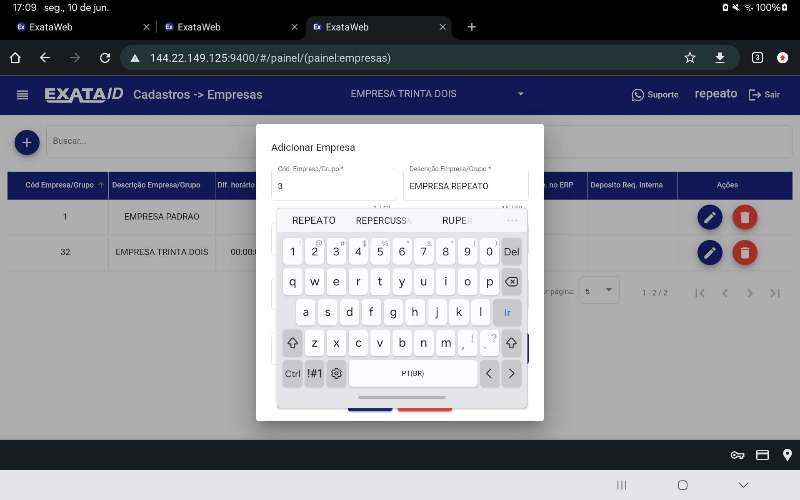 17:09 seg., 10 de jun. 100%
ExataWeb ExataWeb ExataWeb
144.22.149.125:9400/#/painel/(painel:empresas) 3
EXATAID Cadastros -> Empresas EMPRESA TRINTA DOIS Suporte repeato Sair
Buscar...
Adicionar Empresa
Cód. Empresa/Grupo * Descrição Empresa/Grupo *
3 EMPRESA REPEATO
Cód Empresa/Grupo Descrição Empresa/Grupo Dif. horário no ERP Deposito Req. Interna Ações
1 EMPRESA PADRAO
32 EMPRESA TRINTA DOIS 00:00:
página: 5 1 - 2 / 2
REPEATO REPERCUSSA RUPE
1 2 3 4 5 6 7 8 9 0 Del
q w e r t y u i o p
a s d f g h j k l Ir
z x c v b n m , ! . ?
Ctrl !#1 PT(BR)